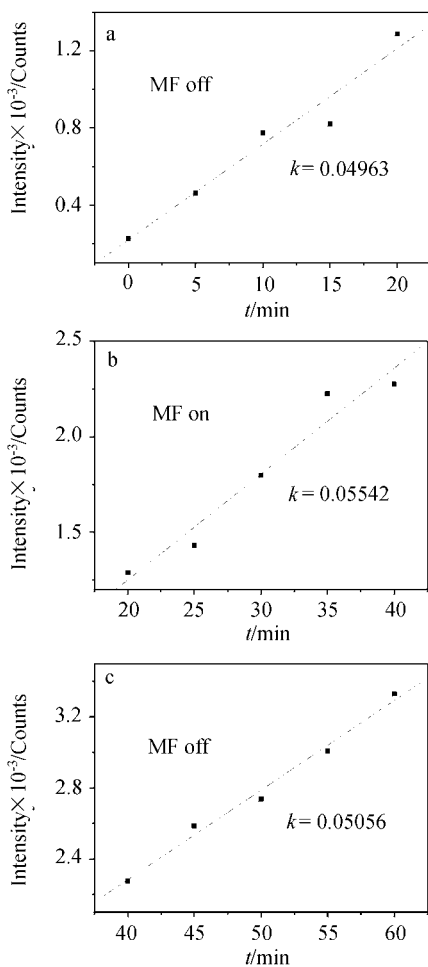 a
MF off
k = 0.04963
Intensity × 10⁻³/Counts
1.2
0.8
0.4
0 5 10 15 20
t/min
b
MF on
k = 0.05542
Intensity × 10⁻³/Counts
2.5
2.0
1.5
20 25 30 35 40
t/min
c
MF off
k = 0.05056
Intensity × 10⁻³/Counts
3.2
2.8
2.4
40 45 50 55 60
t/min